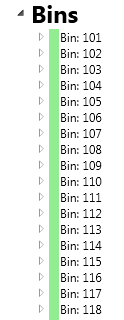 Bins
Bin: 101
Bin: 102
Bin: 103
Bin: 104
Bin: 105
Bin: 106
Bin: 107
Bin: 108
Bin: 109
Bin: 110
Bin: 111
Bin: 112
Bin: 113
Bin: 114
Bin: 115
Bin: 116
Bin: 117
Bin: 118